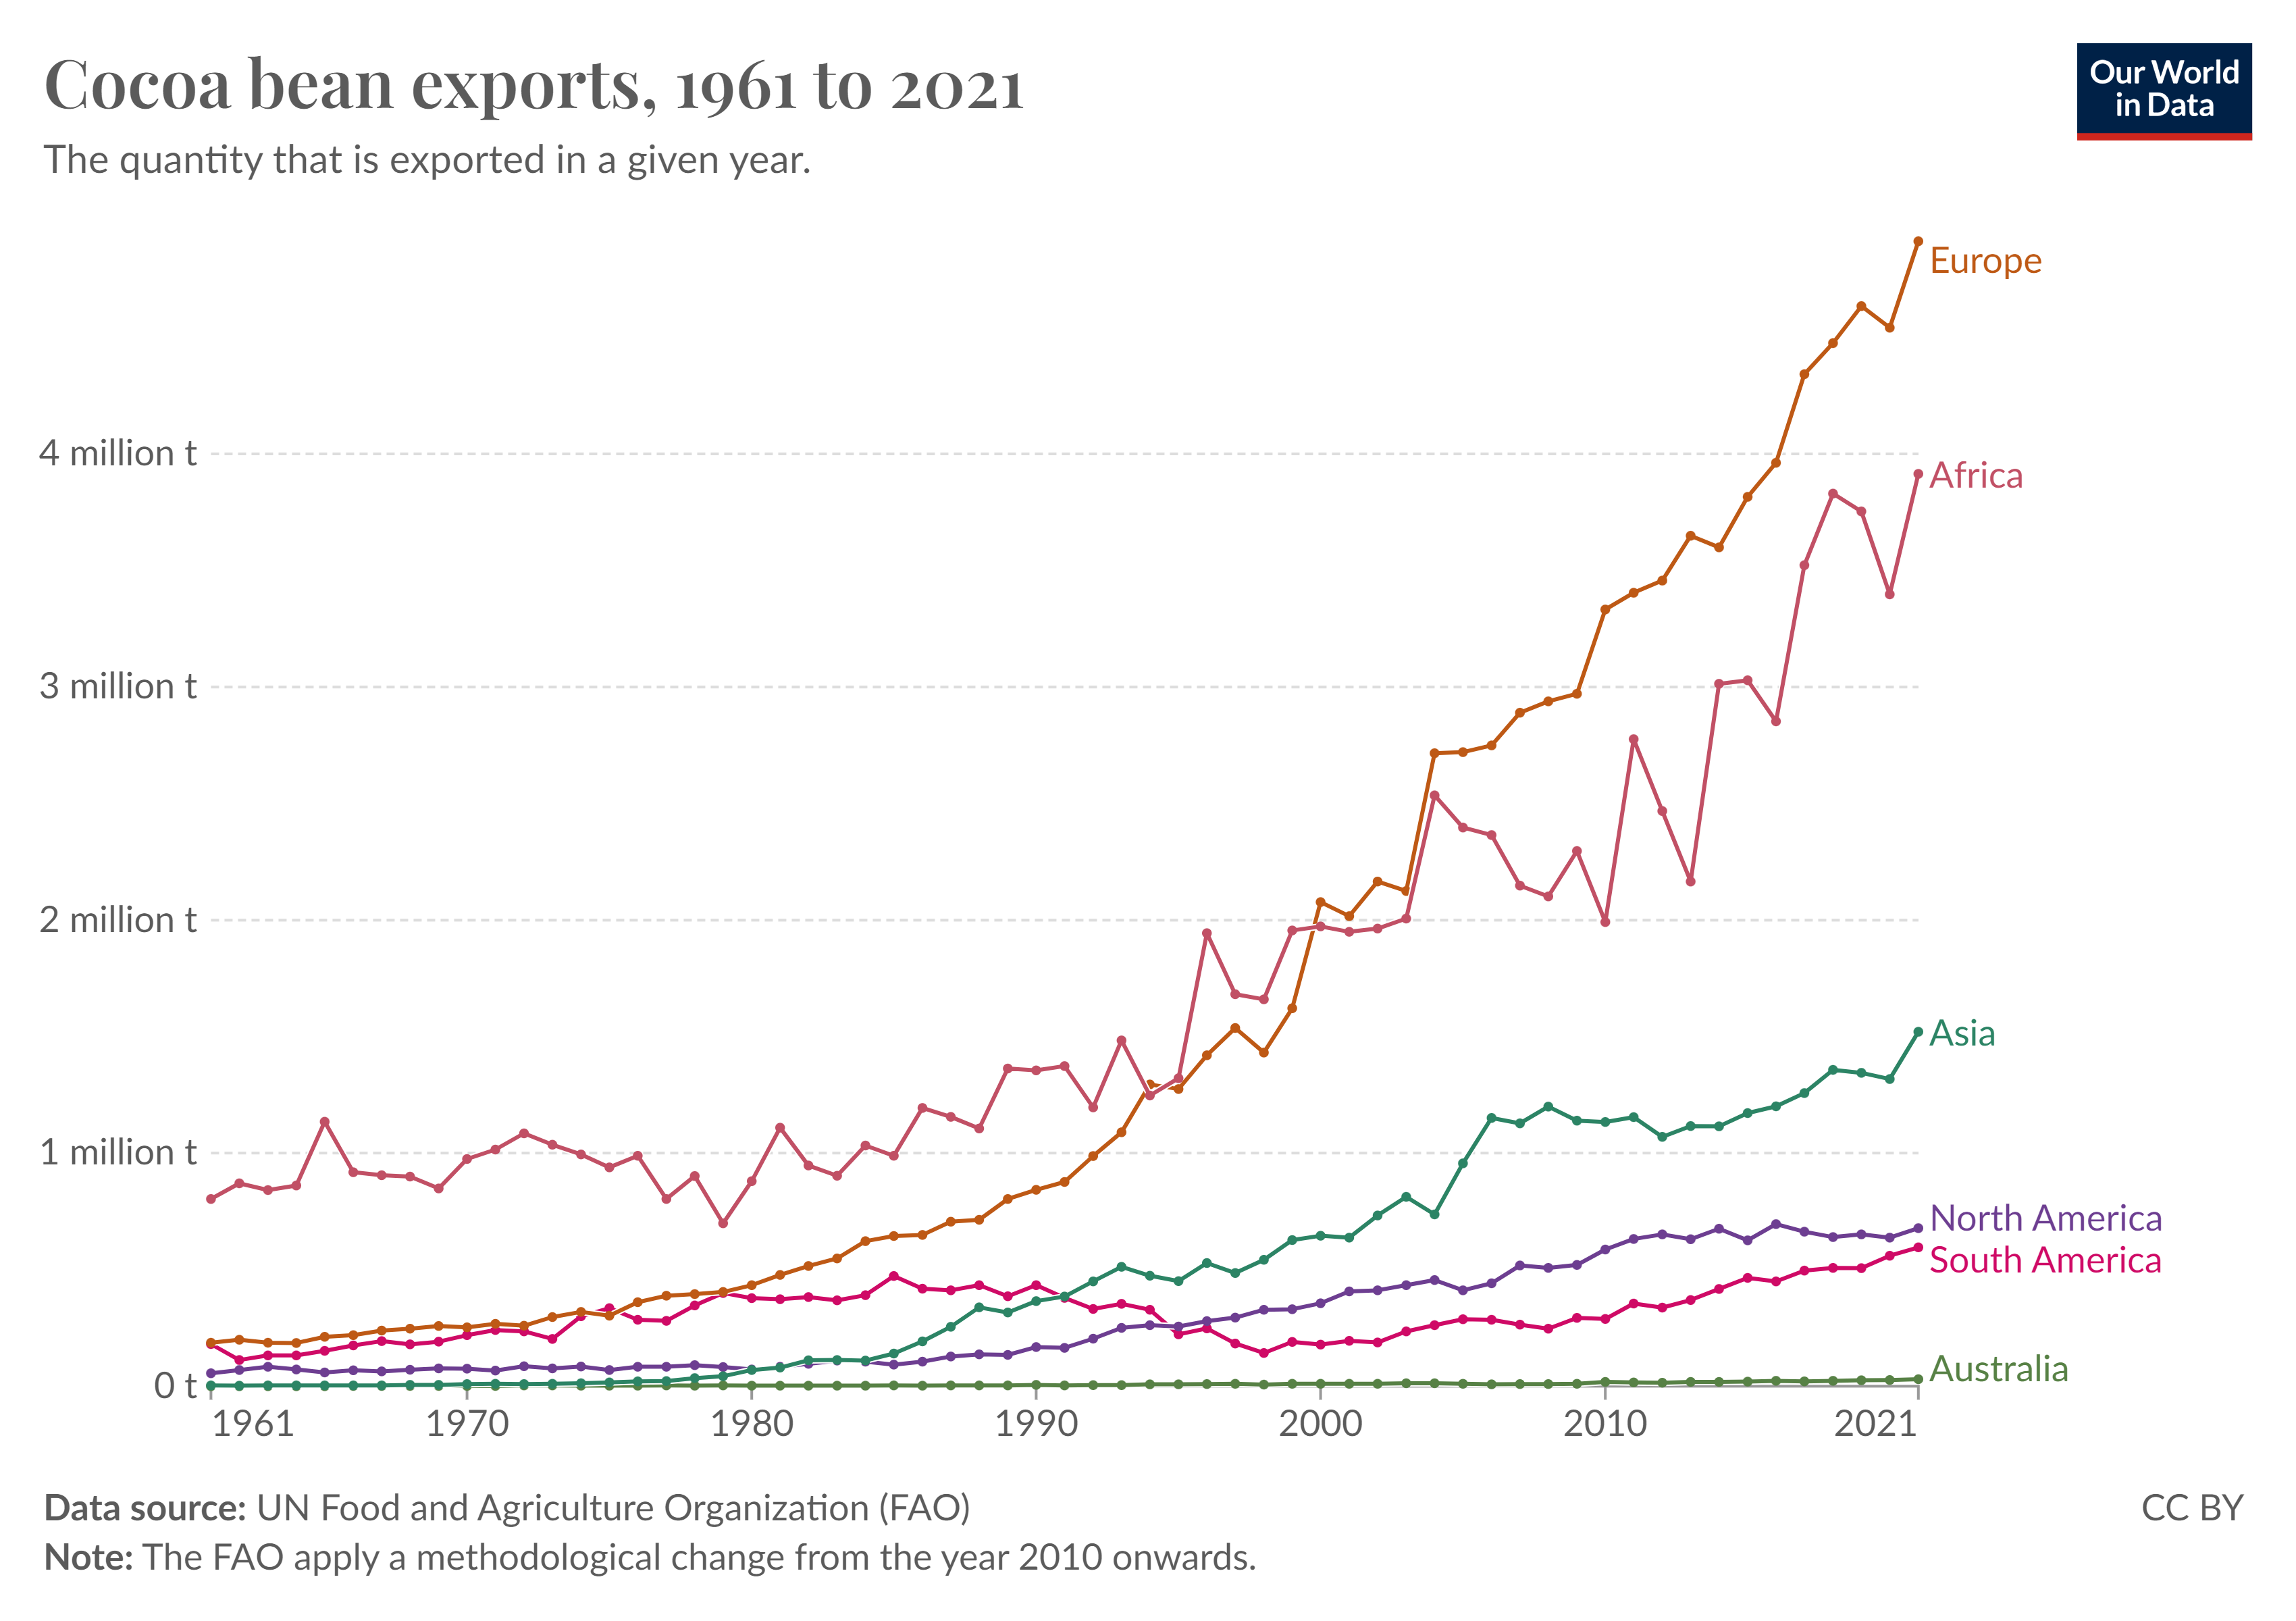 Cocoa bean exports, 1961 to 2021
Our World
in Data
The quantity that is exported in a given year.
Europe
4 million t
Africa
3 million t
2 million t
Asia
1 million t
North America
South America
Australia
0 t
1961 1970 1980 1990 2000 2010 2021
Data source: UN Food and Agriculture Organization (FAO) CC BY
Note: The FAO apply a methodological change from the year 2010 onwards.